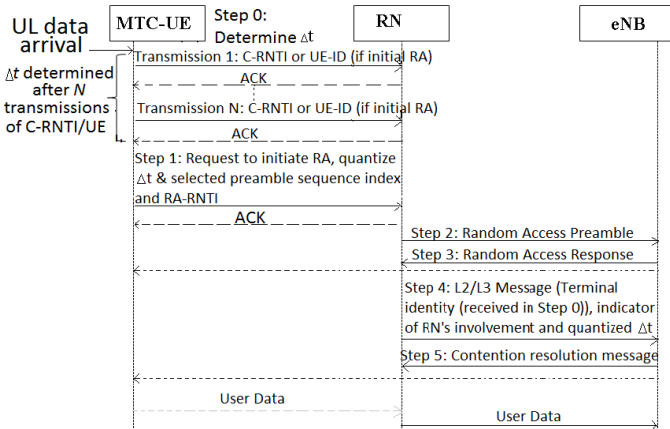 MTC-UE
Step 0:
Determine Δt
RN
eNB
UL data
arrival
Δt determined
after N
transmissions
of C-RNTI/UE
Transmission 1: C-RNTI or UE-ID (if initial RA)
ACK
Transmission N: C-RNTI or UE-ID (if initial RA)
ACK
Step 1: Request to initiate RA, quantize
Δt & selected preamble sequence index
and RA-RNTI
ACK
Step 2: Random Access Preamble
Step 3: Random Access Response
Step 4: L2/L3 Message (Terminal
identity (received in Step 0)), indicator
of RN's involvement and quantized Δt
Step 5: Contention resolution message
User Data
User Data